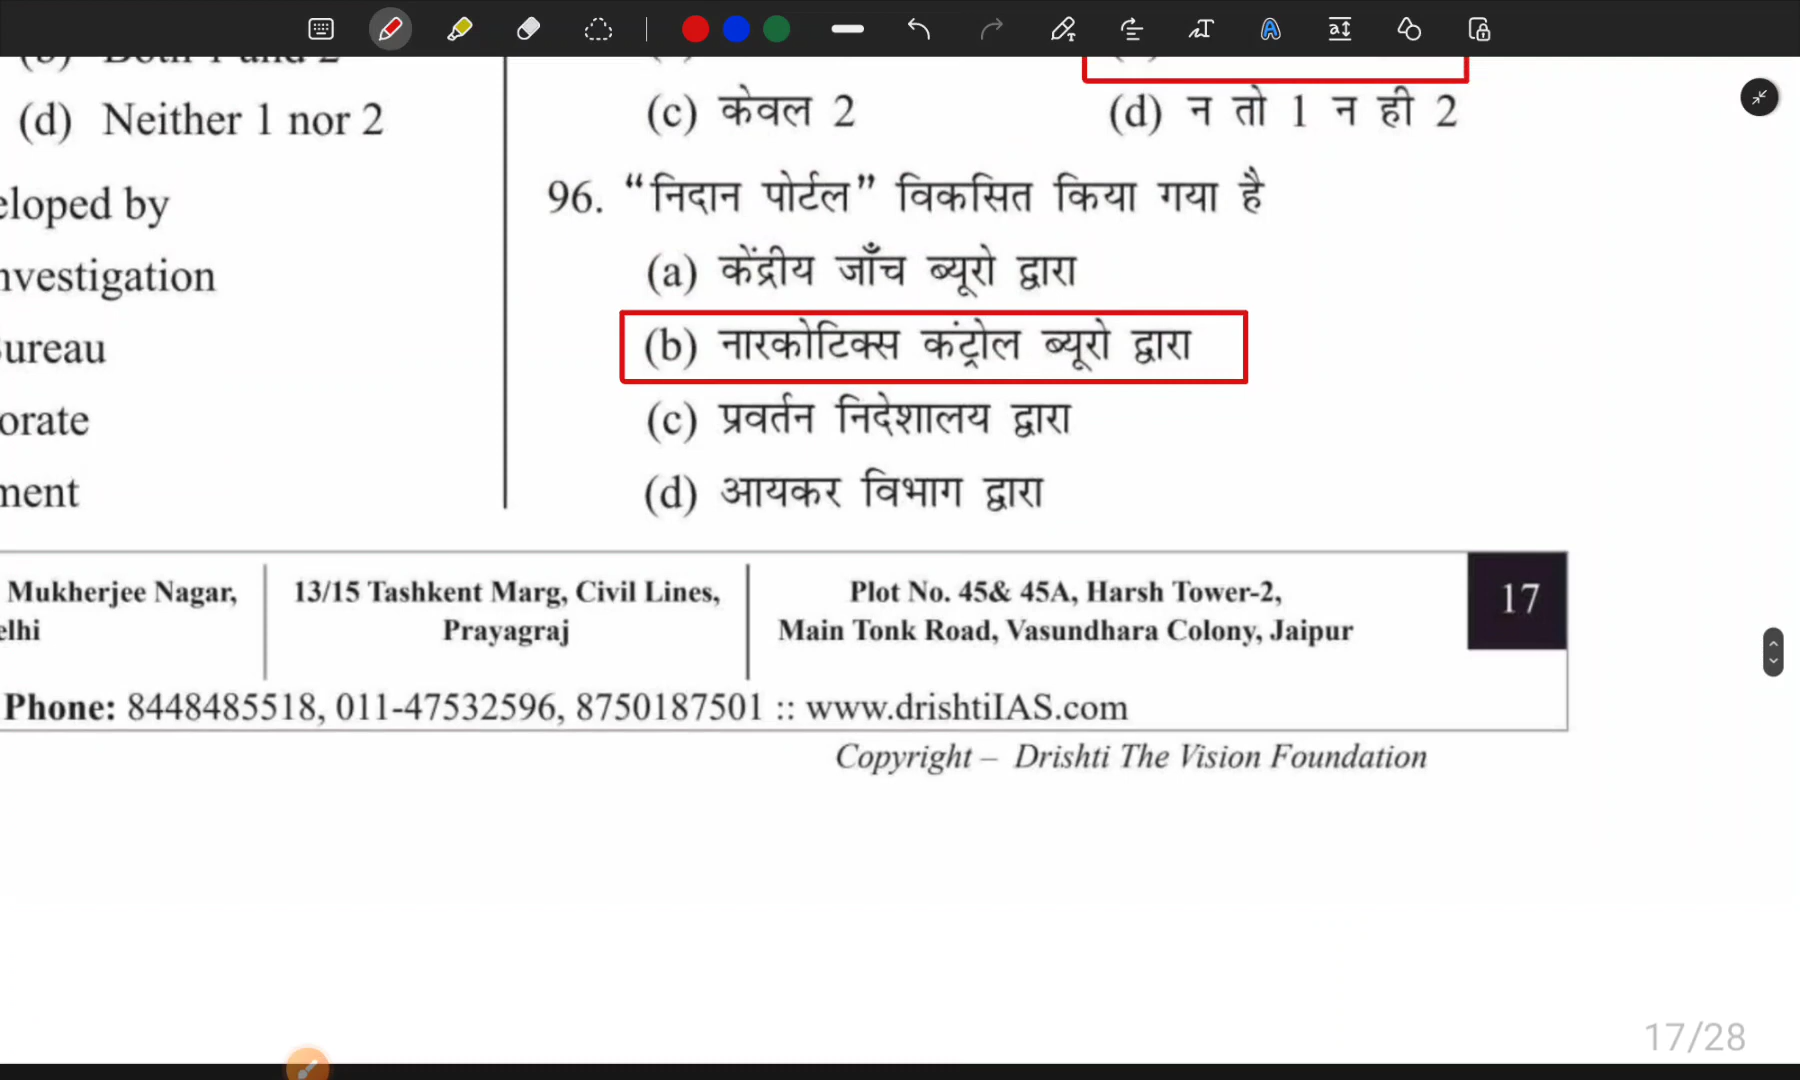 (d) Neither 1 nor 2
eloped by
nvestigation
Bureau
orate
ment
(c) केवल 2 (d) न तो 1 न ही 2
96. “निदान पोर्टल” विकसित किया गया है
(a) केंद्रीय जाँच ब्यूरो द्वारा
(b) नारकोटिक्स कंट्रोल ब्यूरो द्वारा
(c) प्रवर्तन निदेशालय द्वारा
(d) आयकर विभाग द्वारा
Mukherjee Nagar,
elhi
13/15 Tashkent Marg, Civil Lines,
Prayagraj
Plot No. 45& 45A, Harsh Tower-2,
Main Tonk Road, Vasundhara Colony, Jaipur
17
Phone: 8448485518, 011-47532596, 8750187501 :: www.drishtiIAS.com
Copyright – Drishti The Vision Foundation
17/28